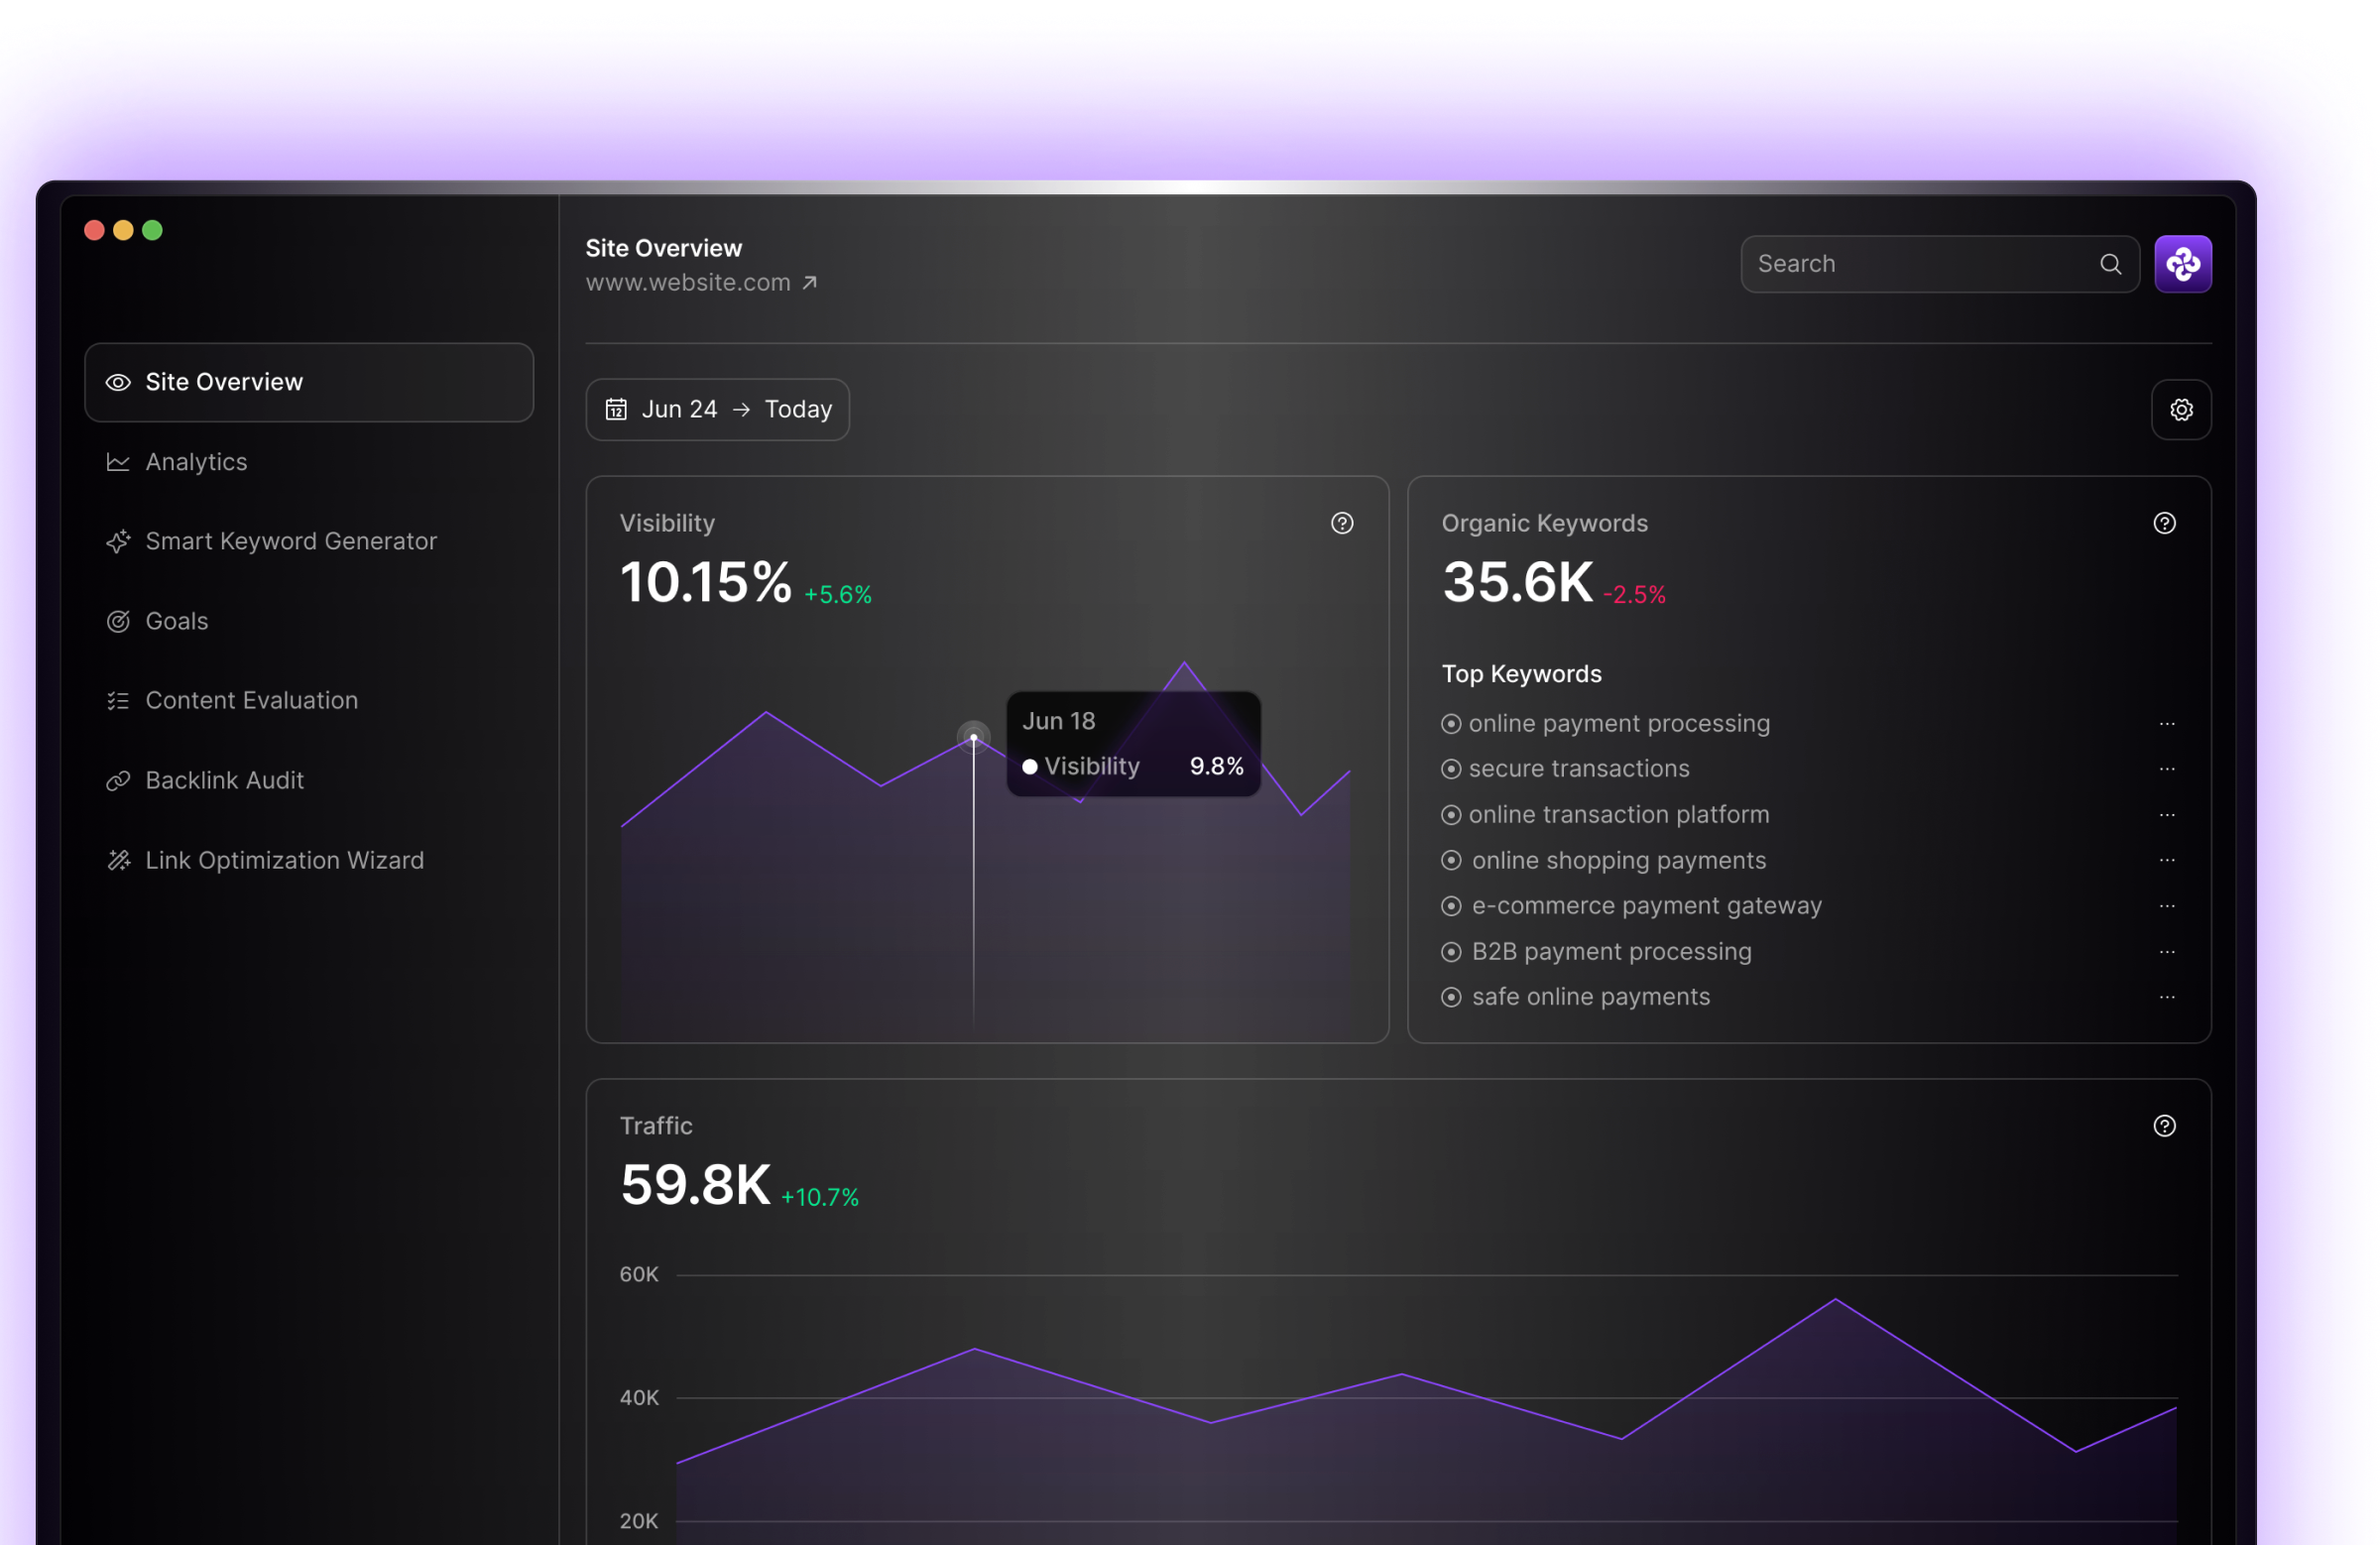 Site Overview
www.website.com
Search
Site Overview
Analytics
Smart Keyword Generator
Goals
Content Evaluation
Backlink Audit
Link Optimization Wizard
12 Jun 24 → Today
Visibility
10.15% +5.6%
Jun 18
Visibility 9.8%
Organic Keywords
35.6K -2.5%
Top Keywords
online payment processing ...
secure transactions ...
online transaction platform ...
online shopping payments ...
e-commerce payment gateway ...
B2B payment processing ...
safe online payments ...
Traffic
59.8K +10.7%
60K
40K
20K